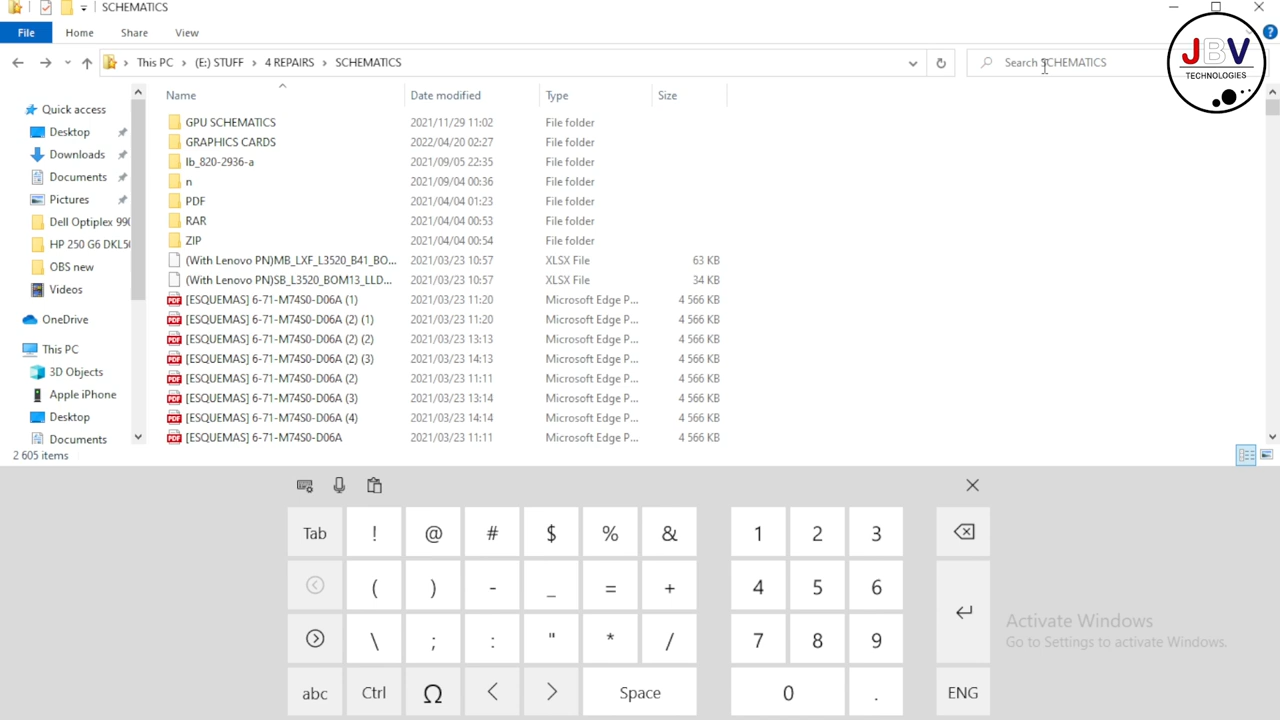 SCHEMATICS
File Home Share View
This PC > (E:) STUFF > 4 REPAIRS > SCHEMATICS
Search SCHEMATICS
JBV
TECHNOLOGIES
Name Date modified Type Size
Quick access
Desktop
Downloads
Documents
Pictures
Dell Optiplex 990
HP 250 G6 DKL50
OBS new
Videos
OneDrive
This PC
3D Objects
Apple iPhone
Desktop
Documents
GPU SCHEMATICS 2021/11/29 11:02 File folder
GRAPHICS CARDS 2022/04/20 02:27 File folder
lb_820-2936-a 2021/09/05 22:35 File folder
n 2021/09/04 00:36 File folder
PDF 2021/04/04 01:23 File folder
RAR 2021/04/04 00:53 File folder
ZIP 2021/04/04 00:54 File folder
(With Lenovo PN)MB_LXF_L3520_B41_BO... 2021/03/23 10:57 XLSX File 63 KB
(With Lenovo PN)SB_L3520_BOM13_LLD... 2021/03/23 10:57 XLSX File 34 KB
PDF [ESQUEMAS] 6-71-M74S0-D06A (1) 2021/03/23 11:20 Microsoft Edge P... 4 566 KB
PDF [ESQUEMAS] 6-71-M74S0-D06A (2) (1) 2021/03/23 11:20 Microsoft Edge P... 4 566 KB
PDF [ESQUEMAS] 6-71-M74S0-D06A (2) (2) 2021/03/23 13:13 Microsoft Edge P... 4 566 KB
PDF [ESQUEMAS] 6-71-M74S0-D06A (2) (3) 2021/03/23 14:13 Microsoft Edge P... 4 566 KB
PDF [ESQUEMAS] 6-71-M74S0-D06A (2) 2021/03/23 11:11 Microsoft Edge P... 4 566 KB
PDF [ESQUEMAS] 6-71-M74S0-D06A (3) 2021/03/23 13:14 Microsoft Edge P... 4 566 KB
PDF [ESQUEMAS] 6-71-M74S0-D06A (4) 2021/03/23 14:14 Microsoft Edge P... 4 566 KB
PDF [ESQUEMAS] 6-71-M74S0-D06A 2021/03/23 11:11 Microsoft Edge P... 4 566 KB
2 605 items
Tab ! @ # $ % & 1 2 3
( ) - _ = + 4 5 6
\ ; : " * / 7 8 9
abc Ctrl Ω < > Space 0 . ENG
Activate Windows
Go to Settings to activate Windows.